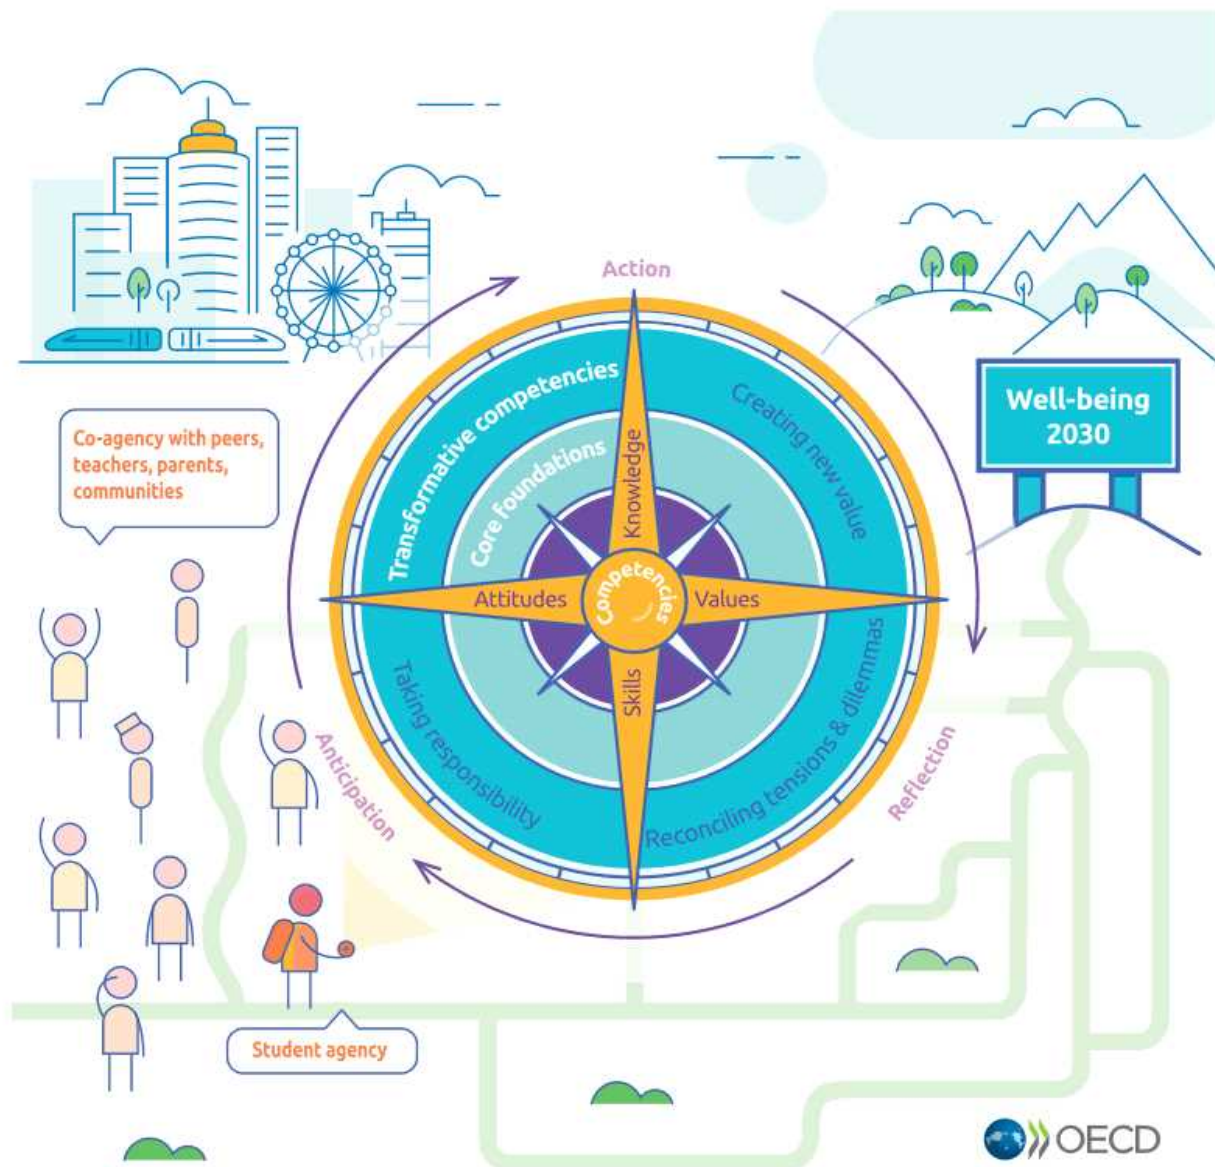 Action
Transformative competencies
Creating new value
Well-being
2030
Co-agency with peers,
teachers, parents,
communities
Core foundations
Knowledge
Competencies
Attitudes
Values
Skills
Taking responsibility
Reconciling tensions & dilemmas
Anticipation
Reflection
Student agency
OECD